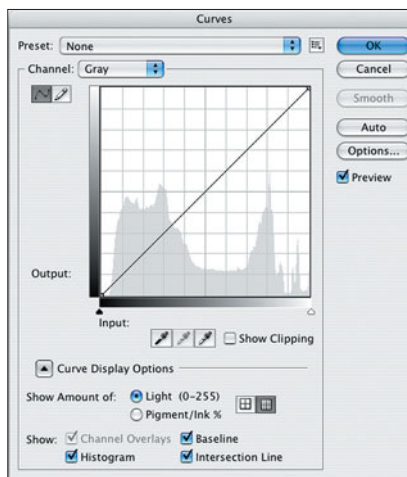 Curves
Preset: None
OK
Channel: Gray
Cancel
Smooth
Auto
Options...
Preview
Output:
Input:
Show Clipping
Curve Display Options
Show Amount of: Light (0-255)
Pigment/Ink %
Show: Channel Overlays Baseline
Histogram Intersection Line